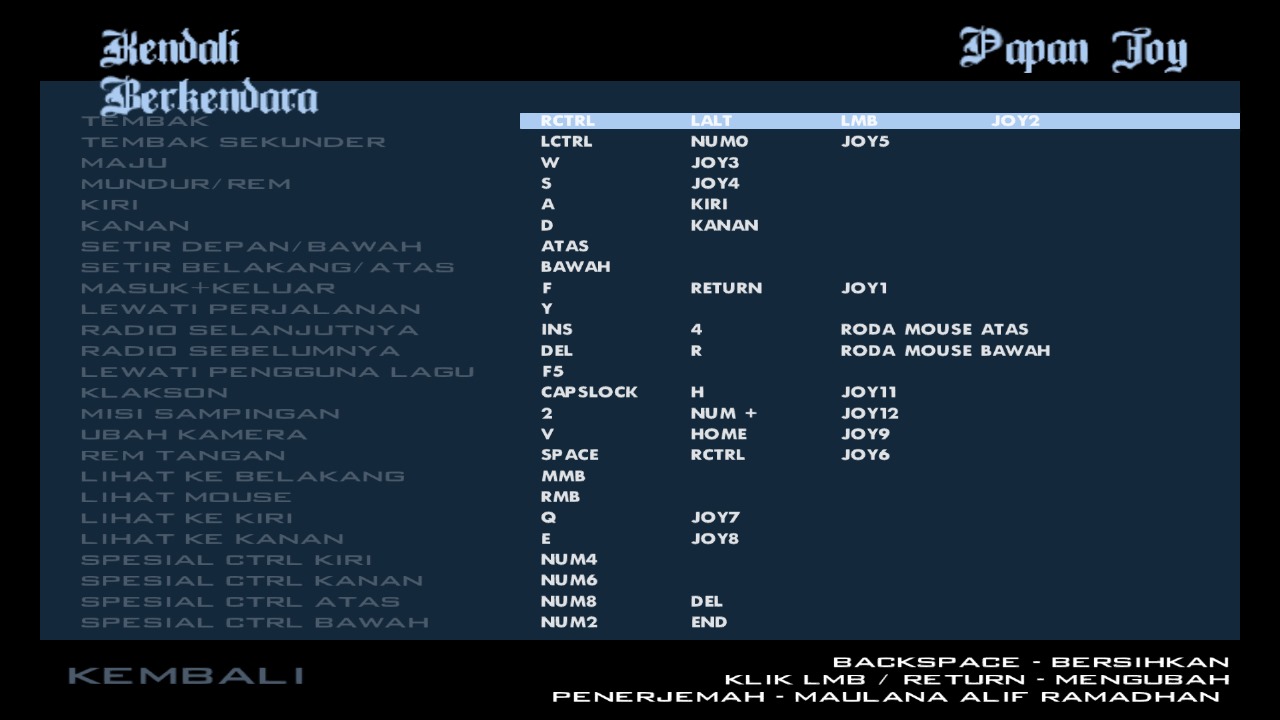 Kendali
Berkendara
Papan Joy
TEMBAK RCTRL LALT LMB JOY2
TEMBAK SEKUNDER LCTRL NUM0 JOY5
MAJU W JOY3
MUNDUR/REM S JOY4
KIRI A KIRI
KANAN D KANAN
SETIR DEPAN/BAWAH ATAS
SETIR BELAKANG/ATAS BAWAH
MASUK+KELUAR F RETURN JOY1
LEWATI PERJALANAN Y
RADIO SELANJUTNYA INS 4 RODA MOUSE ATAS
RADIO SEBELUMNYA DEL R RODA MOUSE BAWAH
LEWATI PENGGUNA LAGU F5
KLAKSON CAPSLOCK H JOY11
MISI SAMPINGAN 2 NUM + JOY12
UBAH KAMERA V HOME JOY9
REM TANGAN SPACE RCTRL JOY6
LIHAT KE BELAKANG MMB
LIHAT MOUSE RMB
LIHAT KE KIRI Q JOY7
LIHAT KE KANAN E JOY8
SPESIAL CTRL KIRI NUM4
SPESIAL CTRL KANAN NUM6
SPESIAL CTRL ATAS NUM8 DEL
SPESIAL CTRL BAWAH NUM2 END
KEMBALI
BACKSPACE - BERSIHKAN
KLIK LMB / RETURN - MENGUBAH
PENERJEMAH - MAULANA ALIF RAMADHAN